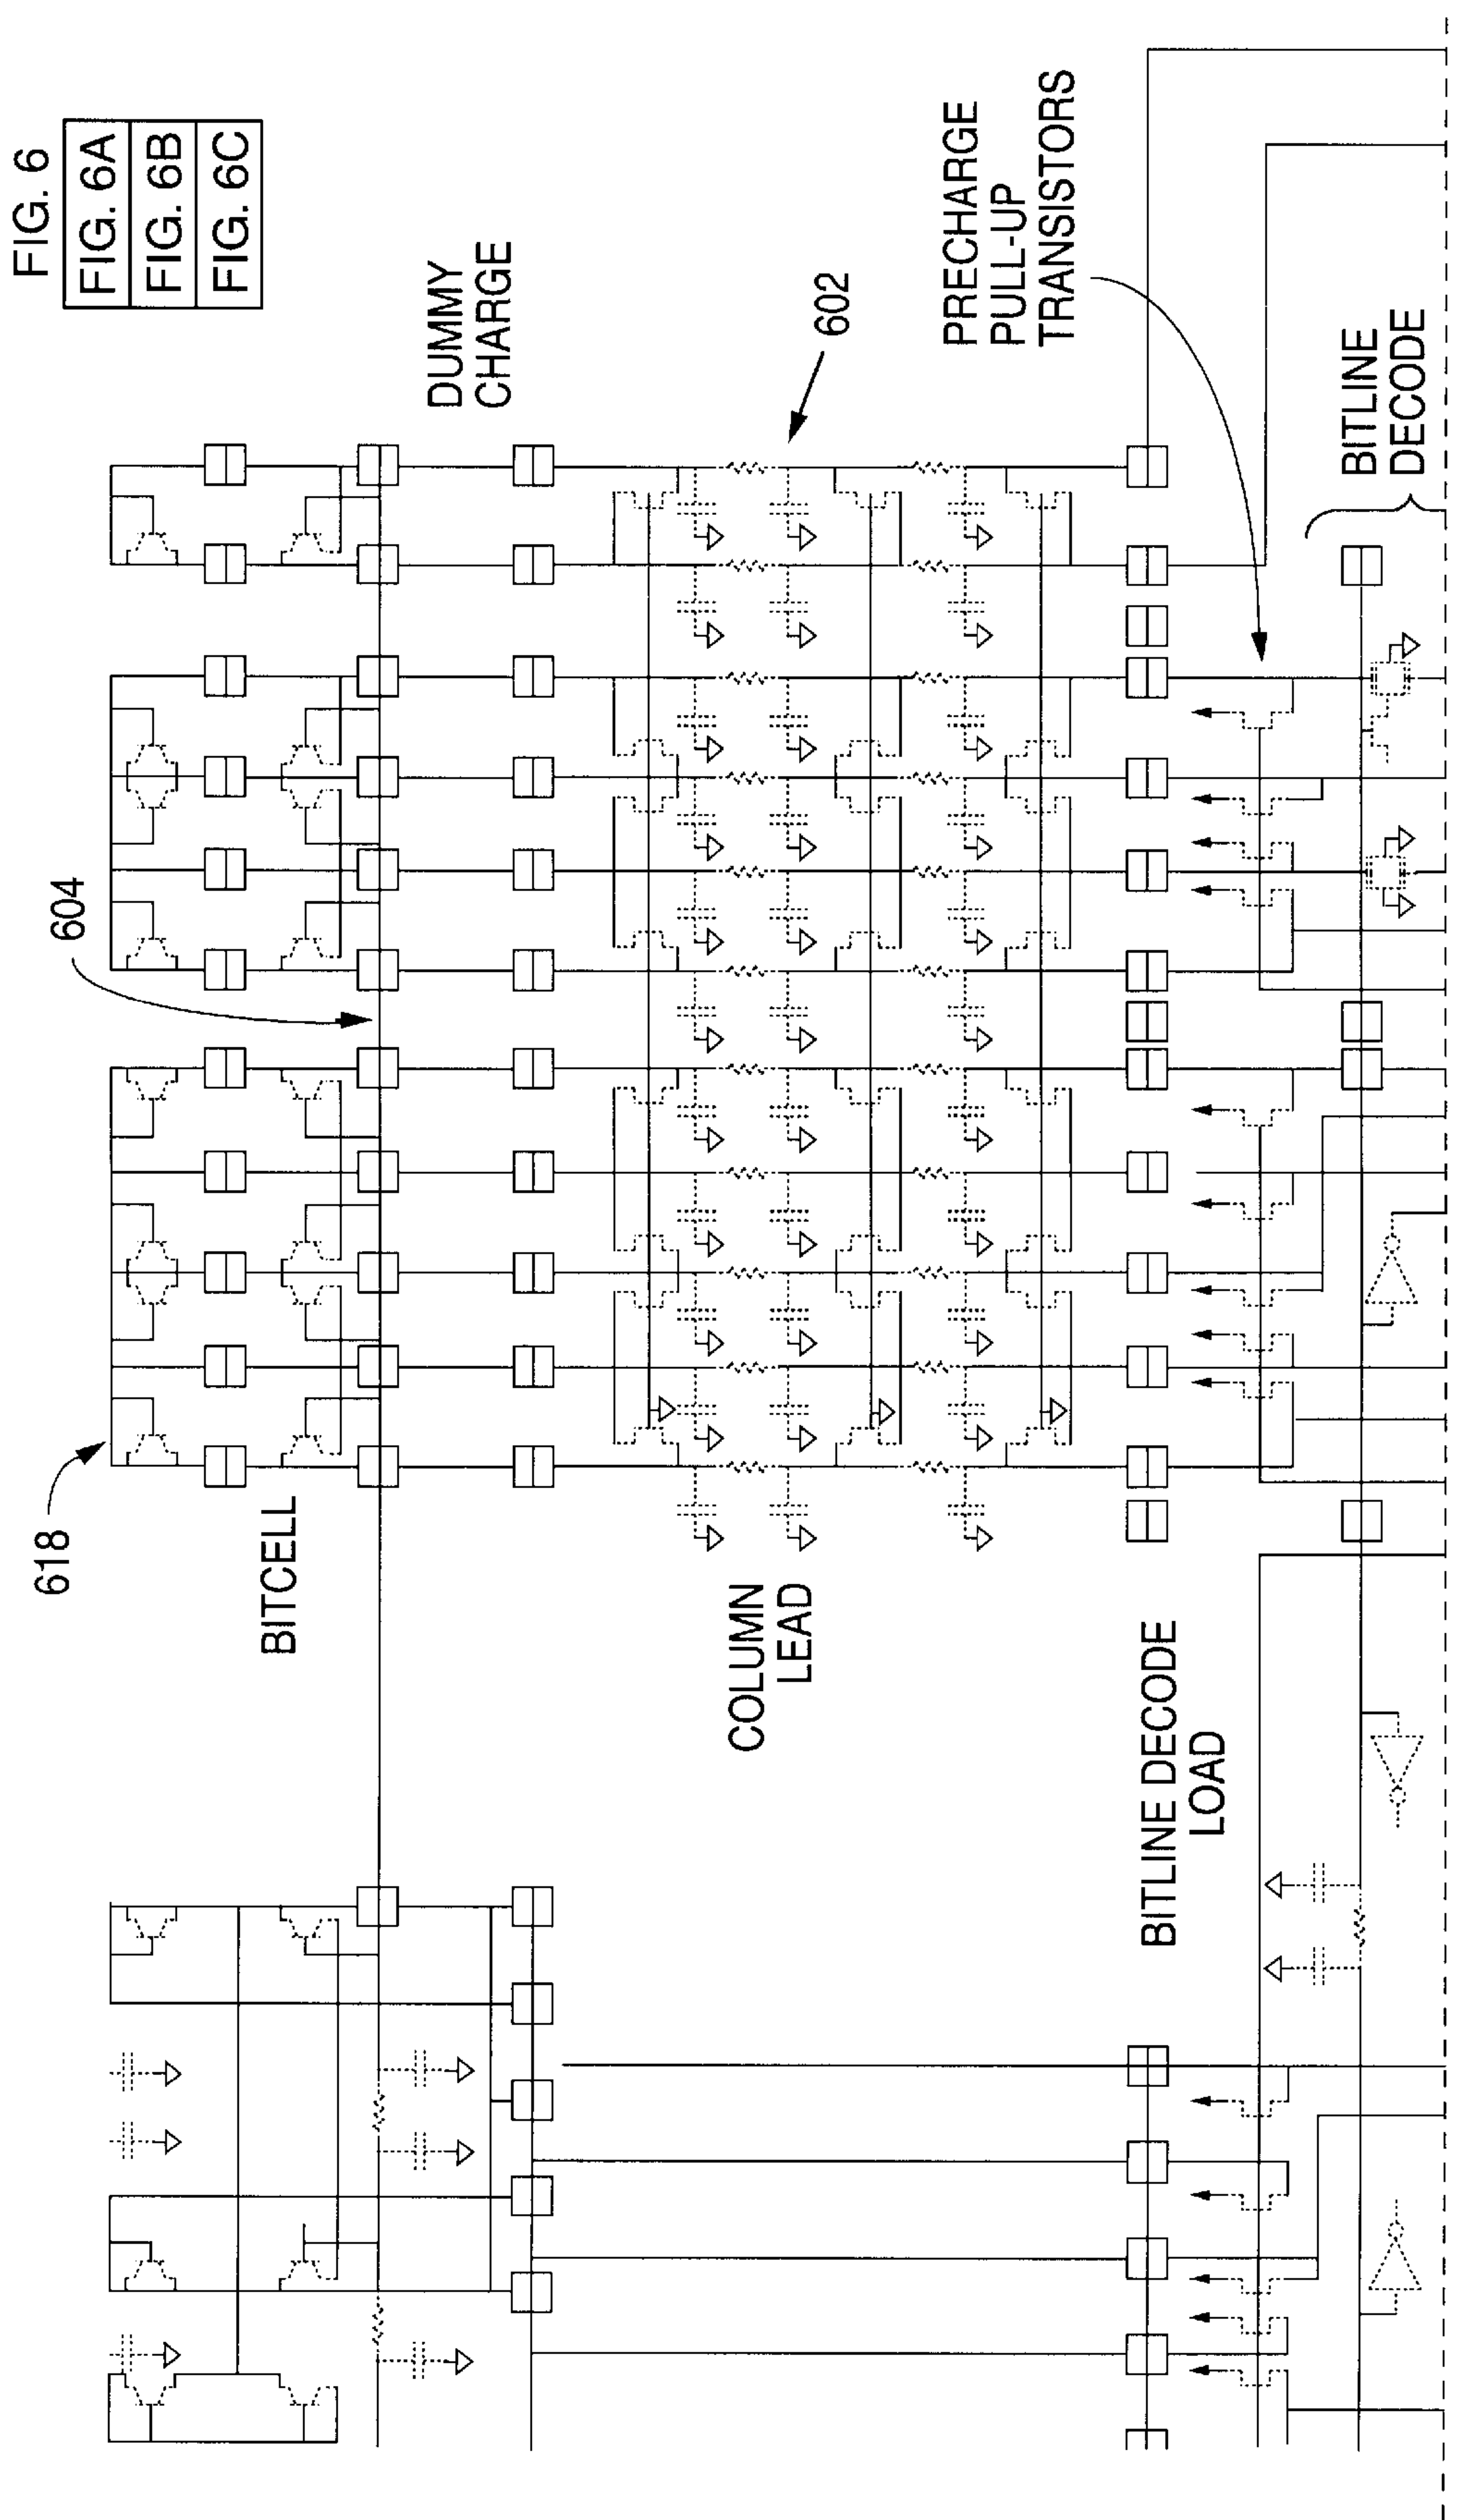 FIG. 6
FIG. 6A
FIG. 6B
FIG. 6C
618
604
BITCELL
DUMMY
CHARGE
602
COLUMN
LEAD
PRECHARGE
PULL-UP
TRANSISTORS
BITLINE DECODE
LOAD
BITLINE
DECODE